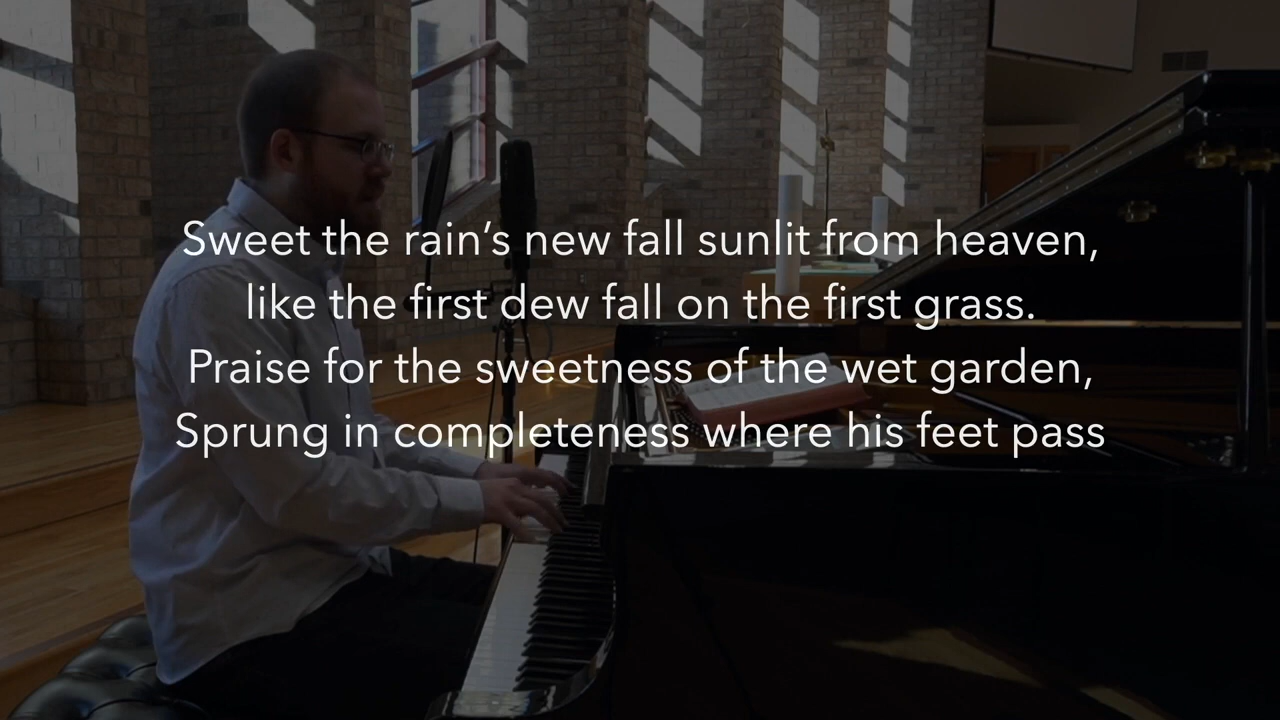 Sweet the rain’s new fall sunlit from heaven,
like the first dew fall on the first grass.
Praise for the sweetness of the wet garden,
Sprung in completeness where his feet pass